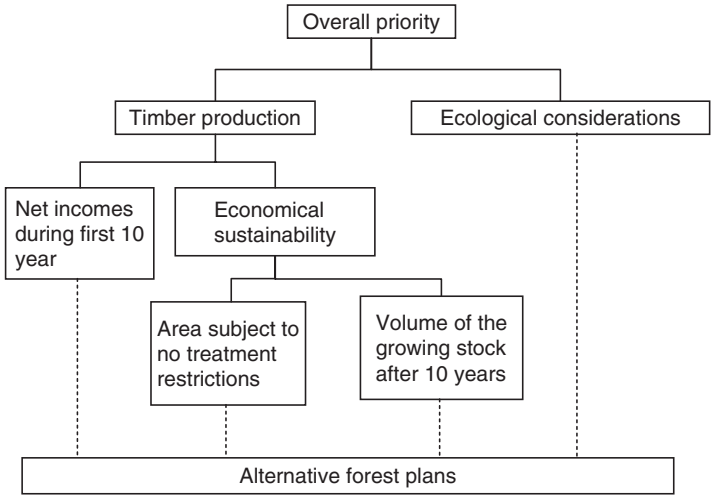 Overall priority
Timber production
Ecological considerations
Net incomes
during first 10
year
Economical
sustainability
Area subject to
no treatment
restrictions
Volume of the
growing stock
after 10 years
Alternative forest plans